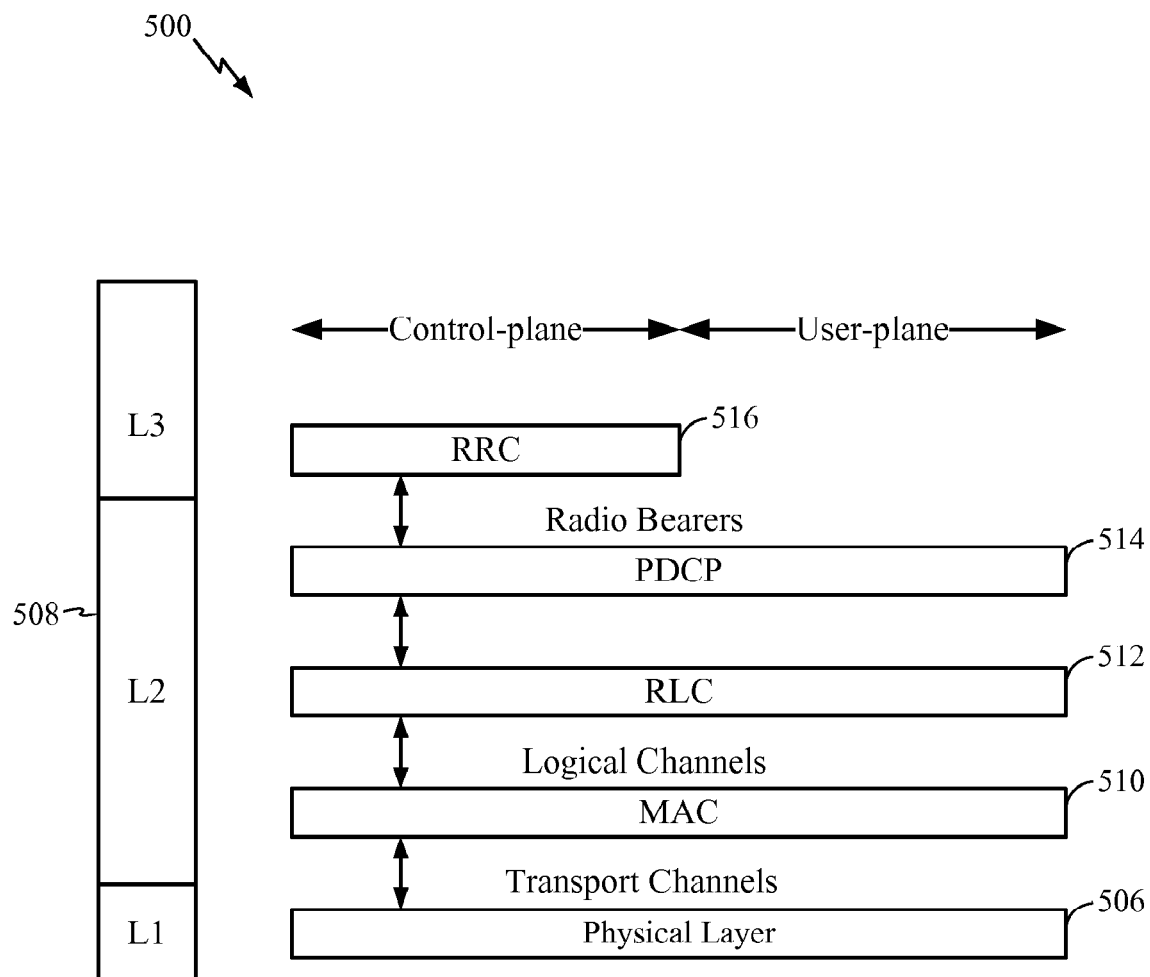 500
Control-plane User-plane
L3
516
RRC
Radio Bearers
514
PDCP
508
512
L2
RLC
Logical Channels
510
MAC
Transport Channels
506
L1
Physical Layer